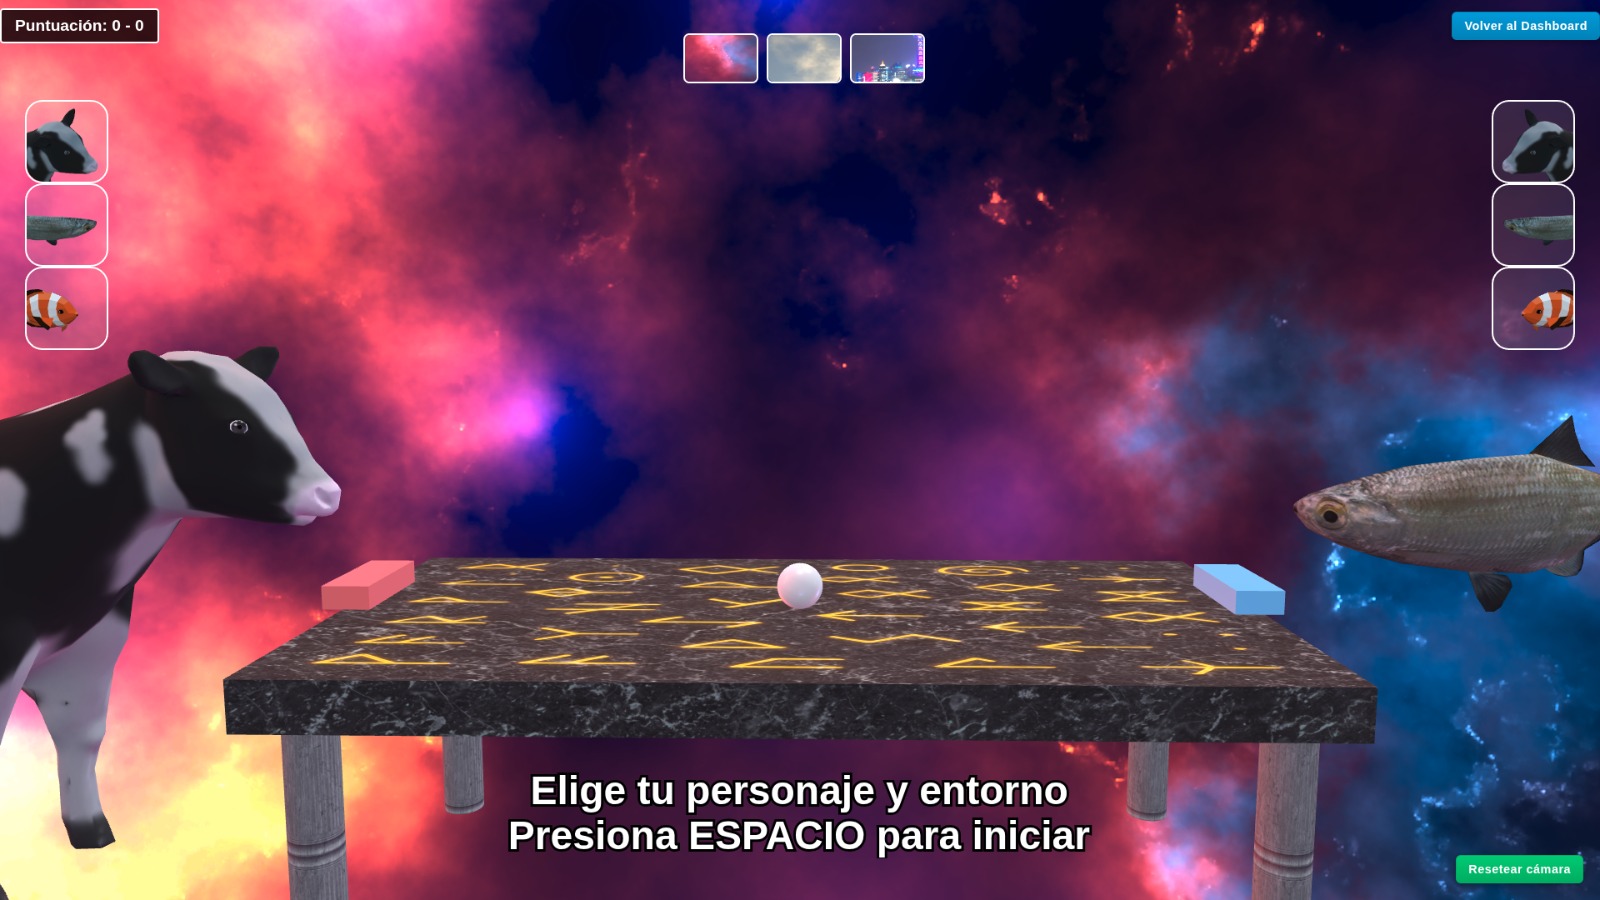 Puntuación: 0 - 0
Volver al Dashboard
Elige tu personaje y entorno
Presiona ESPACIO para iniciar
Resetear cámara